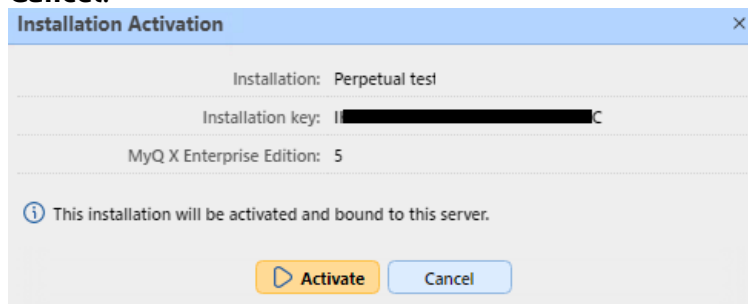 Cancel.
Installation Activation
Installation: Perpetual test
Installation key:
MyQ X Enterprise Edition: 5
This installation will be activated and bound to this server.
Activate Cancel